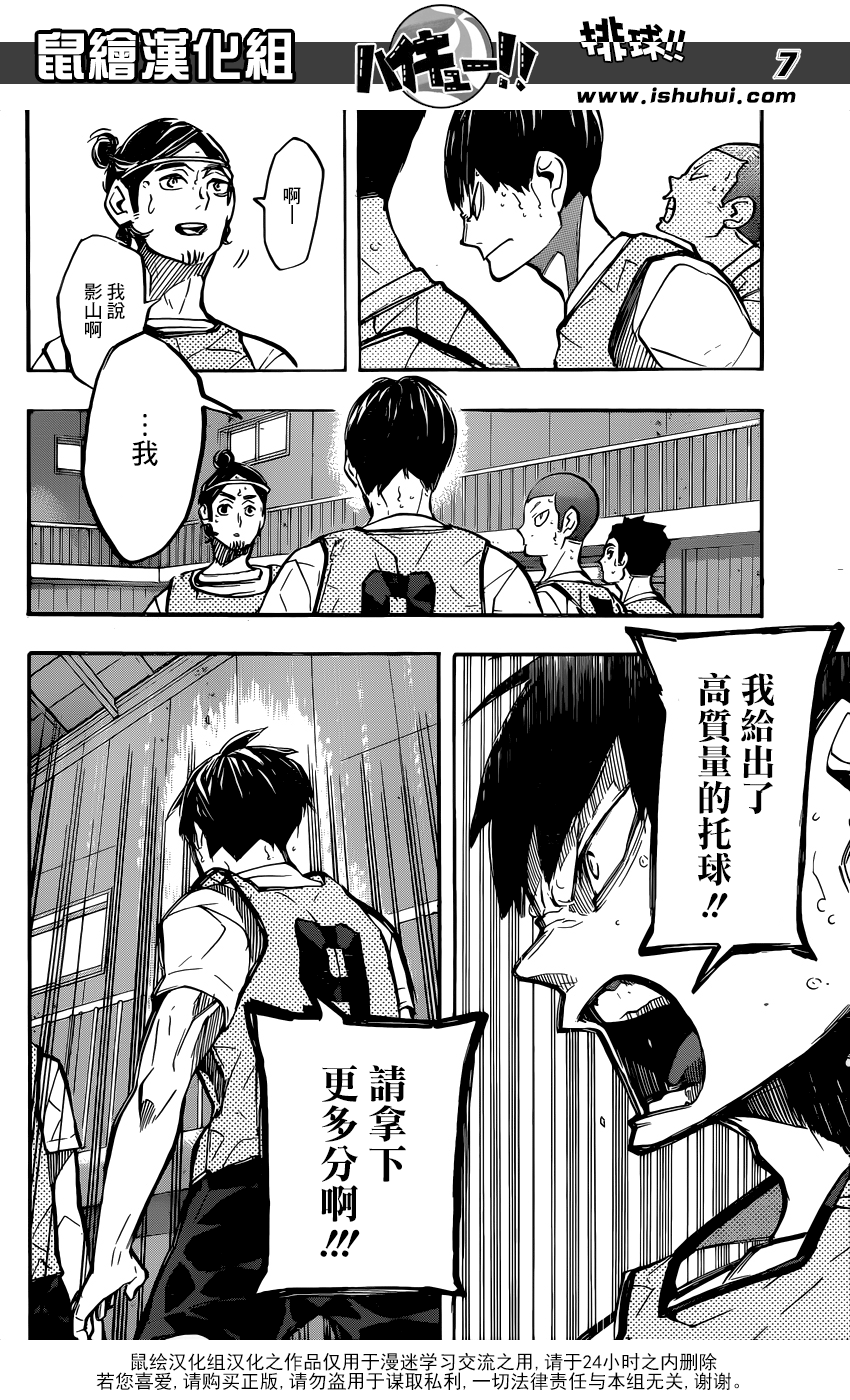 鼠繪漢化組
ハイキュー!!
排球!!
7
www.ishuhui.com
啊—
我說
影山啊
…我
我給出了
高質量的托球!!
請拿下
更多分啊!!!
9
鼠绘汉化组汉化之作品仅用于漫迷学习交流之用,请于24小时之内删除
若您喜爱,请购买正版,请勿盗用于谋取私利,一切法律责任与本组无关,谢谢。